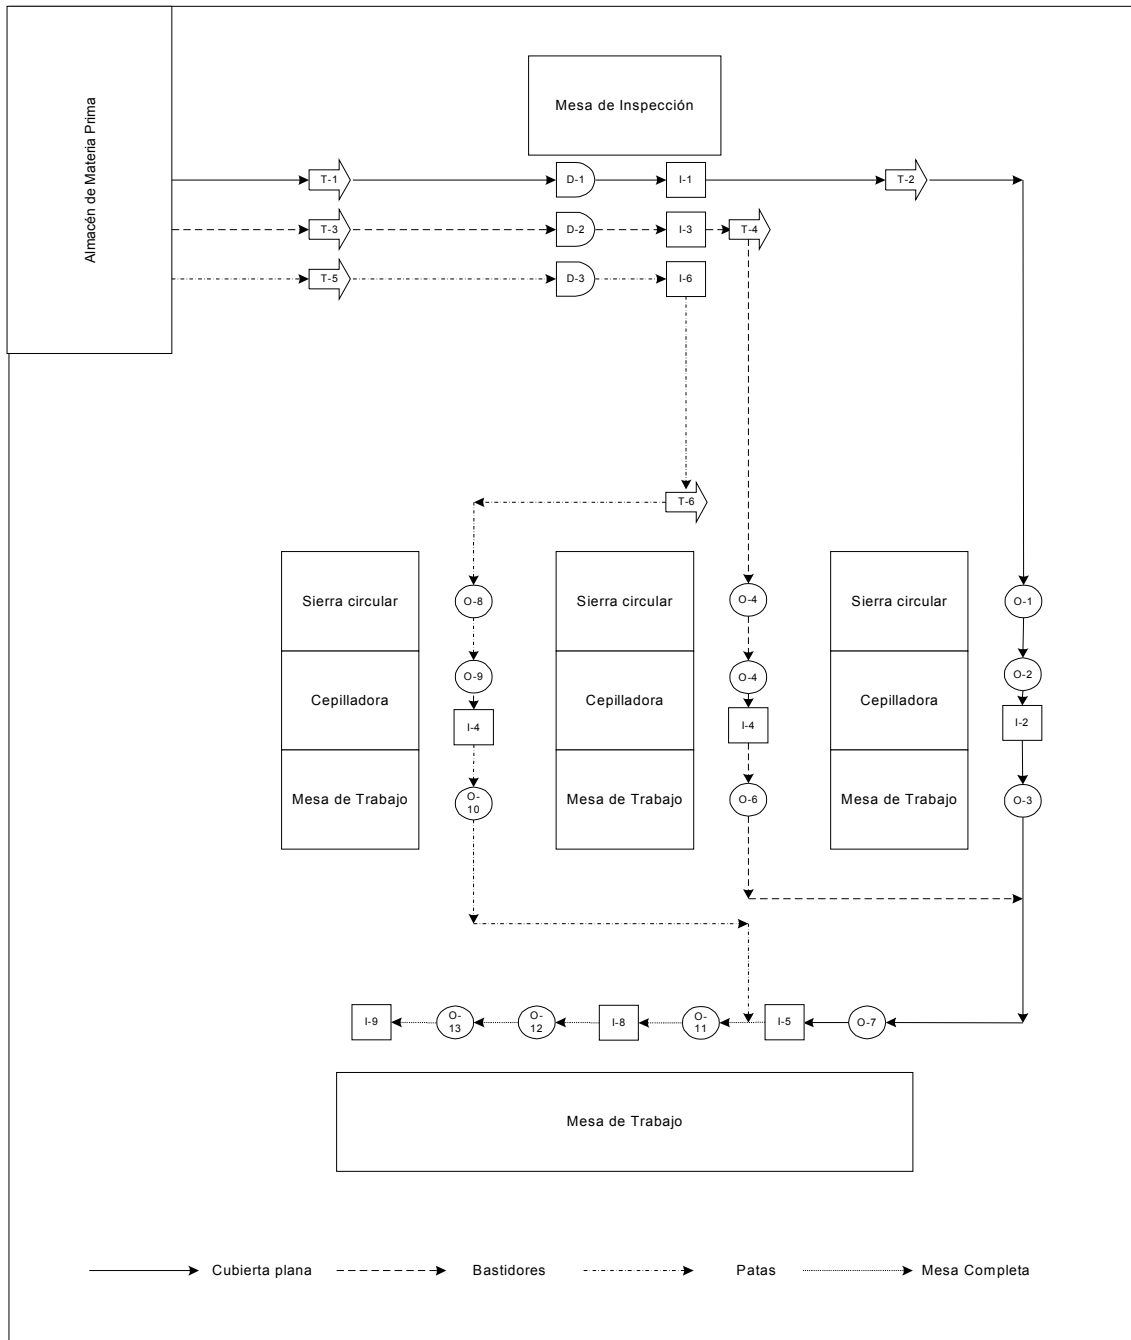 Almacén de Materia Prima
Mesa de Inspección
T-1
D-1
I-1
T-2
T-3
D-2
I-3
T-4
T-5
D-3
I-6
T-6
Sierra circular
O-8
Sierra circular
O-4
Sierra circular
O-1
Cepilladora
O-9
Cepilladora
O-4
Cepilladora
O-2
I-4
I-4
I-2
Mesa de Trabajo
O-
10
Mesa de Trabajo
O-6
Mesa de Trabajo
O-3
I-9
O-
13
O-
12
I-8
O-
11
I-5
O-7
Mesa de Trabajo
Cubierta plana
Bastidores
Patas
Mesa Completa